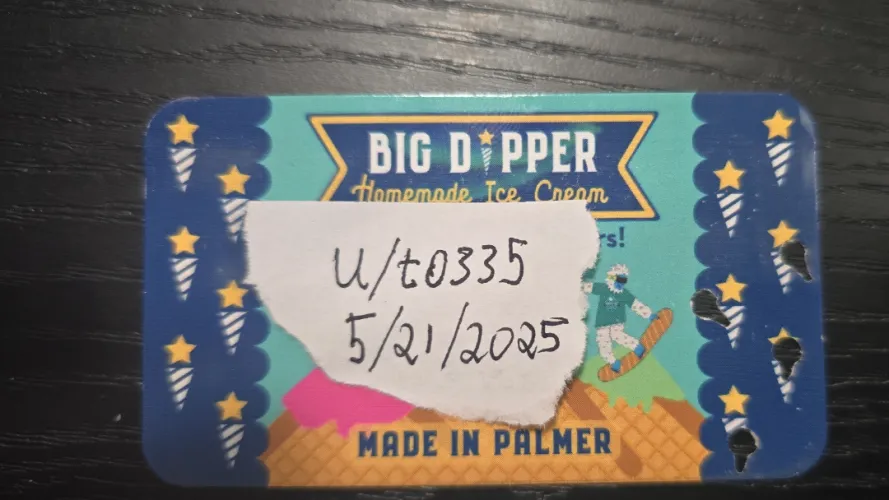 BIG DIPPER
Homemade Ice Cream
rs!
u/t0335
5/21/2025
MADE IN PALMER